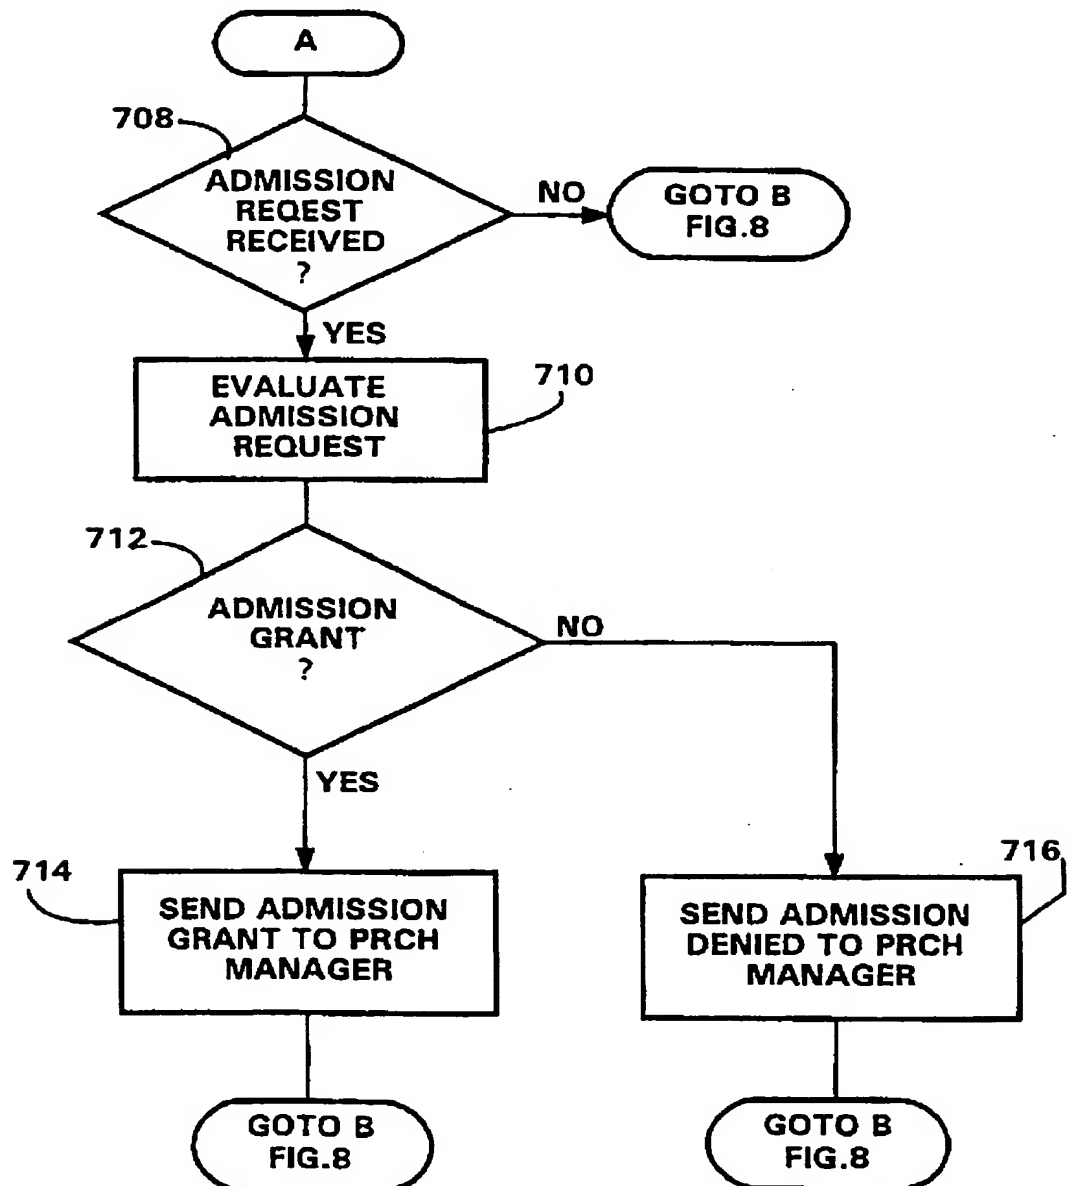 A
708
ADMISSION
REQEST
RECEIVED
?
NO
GOTO B
FIG.8
YES
EVALUATE
ADMISSION
REQUEST
710
712
ADMISSION
GRANT
?
NO
YES
714
SEND ADMISSION
GRANT TO PRCH
MANAGER
716
SEND ADMISSION
DENIED TO PRCH
MANAGER
GOTO B
FIG.8
GOTO B
FIG.8